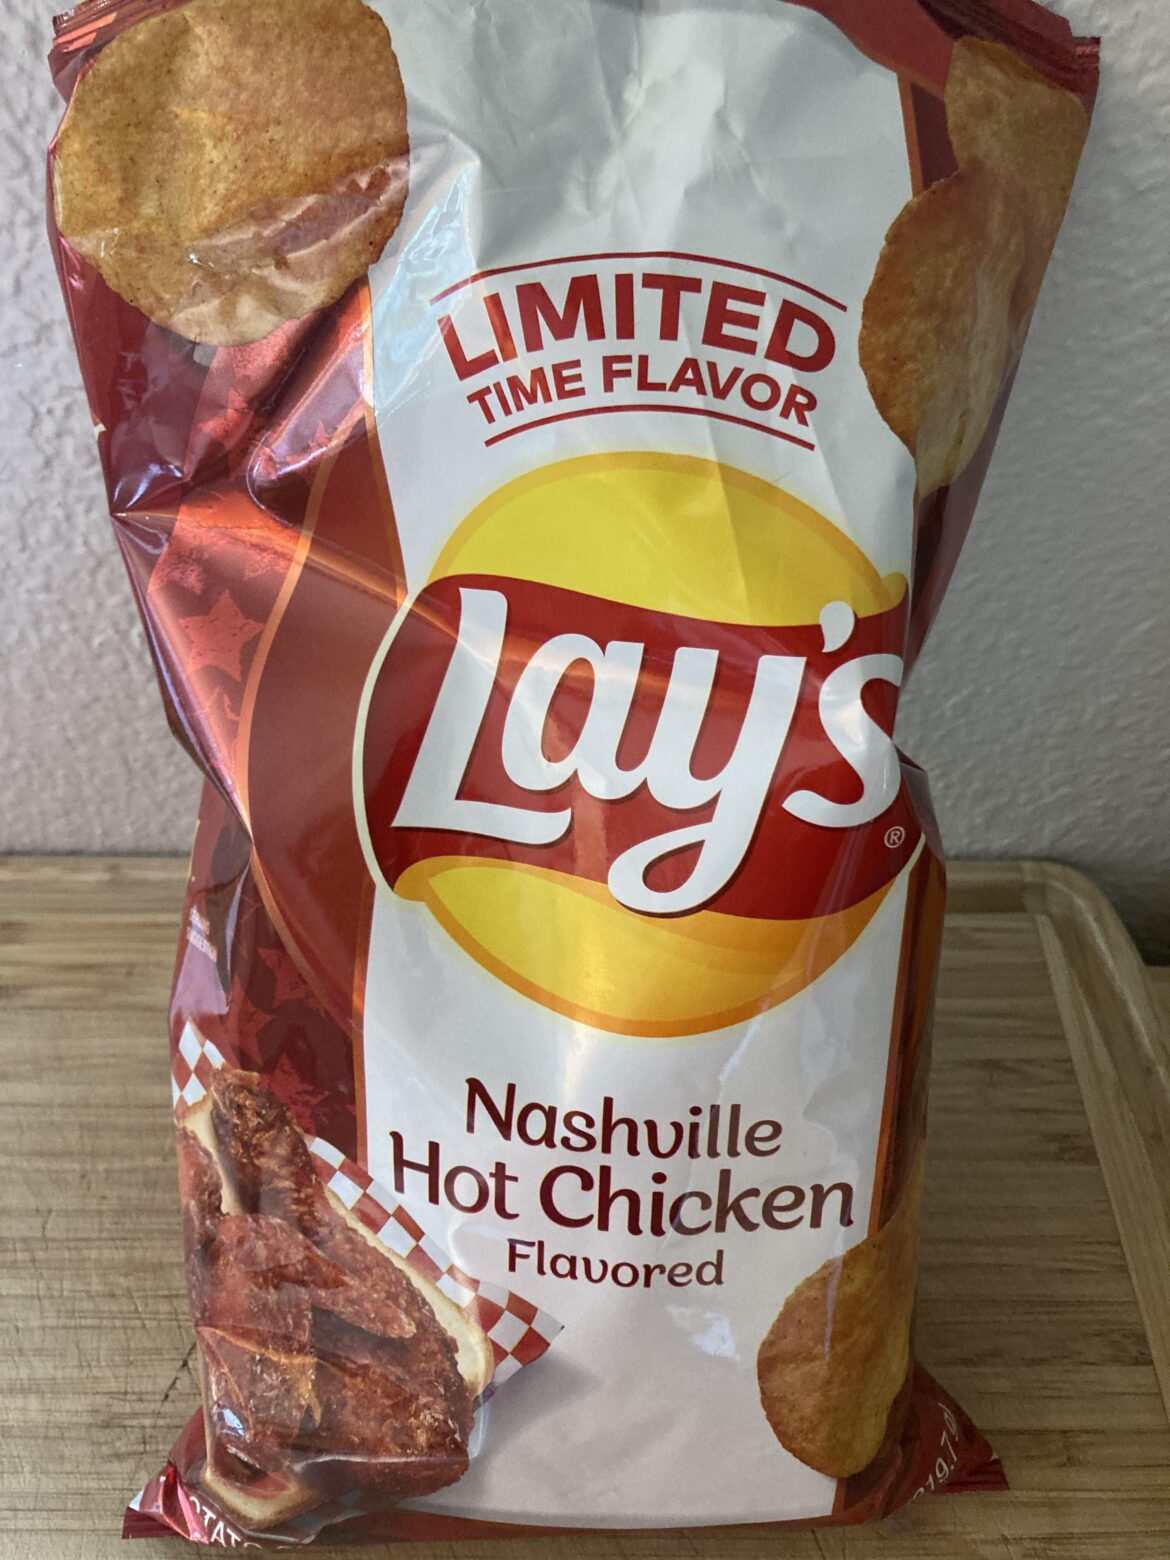 LIMITED
TIME FLAVOR
Lay's
®
Nashville
Hot Chicken
Flavored